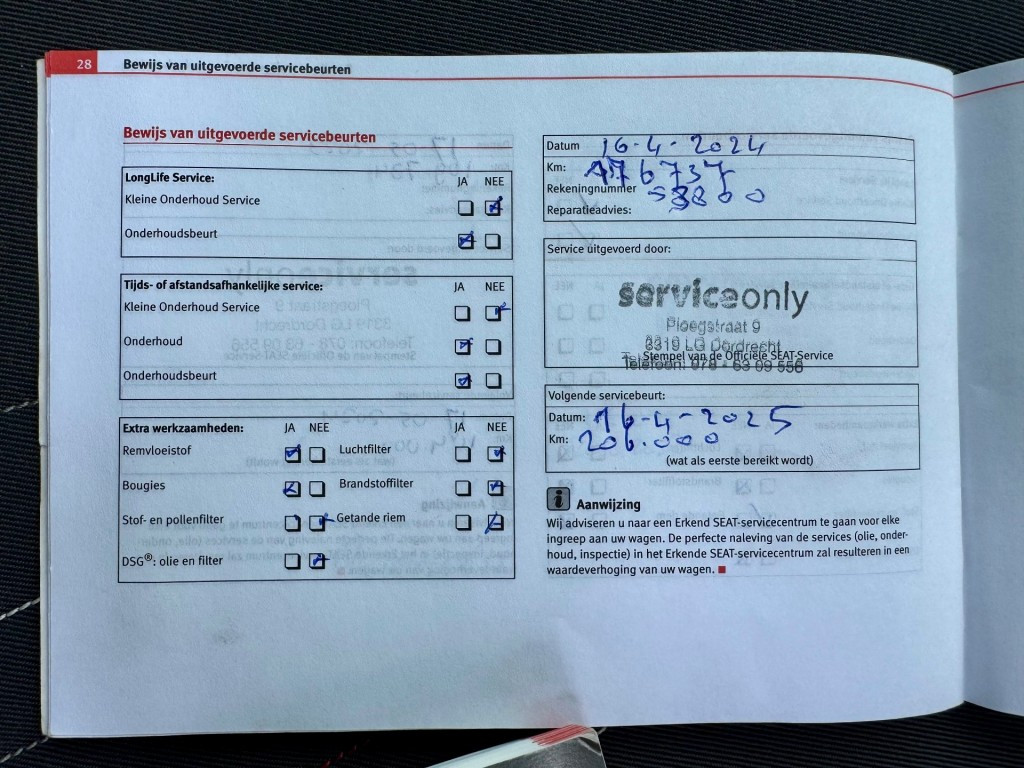 28
Bewijs van uitgevoerde servicebeurten
Bewijs van uitgevoerde servicebeurten
LongLife Service:
JA NEE
Kleine Onderhoud Service
Onderhoudsbeurt
Tijds- of afstandsafhankelijke service:
JA NEE
Kleine Onderhoud Service
Onderhoud
Onderhoudsbeurt
Extra werkzaamheden: JA NEE JA NEE
Remvloeistof Luchtfilter
Bougies Brandstoffilter
Stof- en pollenfilter Getande riem
DSG®: olie en filter
Datum 16-4-2024
Km: 176737
Rekeningnummer
Reparatieadvies:
Service uitgevoerd door:
serviceonly
Ploegstraat 9
3319 LG Dordrecht
Stempel van de Officiële SEAT-Service
Telefoon: 078 - 63 09 556
Volgende servicebeurt:
Datum: 16-4-2025
Km: 206.000
(wat als eerste bereikt wordt)
i Aanwijzing
Wij adviseren u naar een Erkend SEAT-servicecentrum te gaan voor elke
ingreep aan uw wagen. De perfecte naleving van de services (olie, onder-
houd, inspectie) in het Erkende SEAT-servicecentrum zal resulteren in een
waardeverhoging van uw wagen.